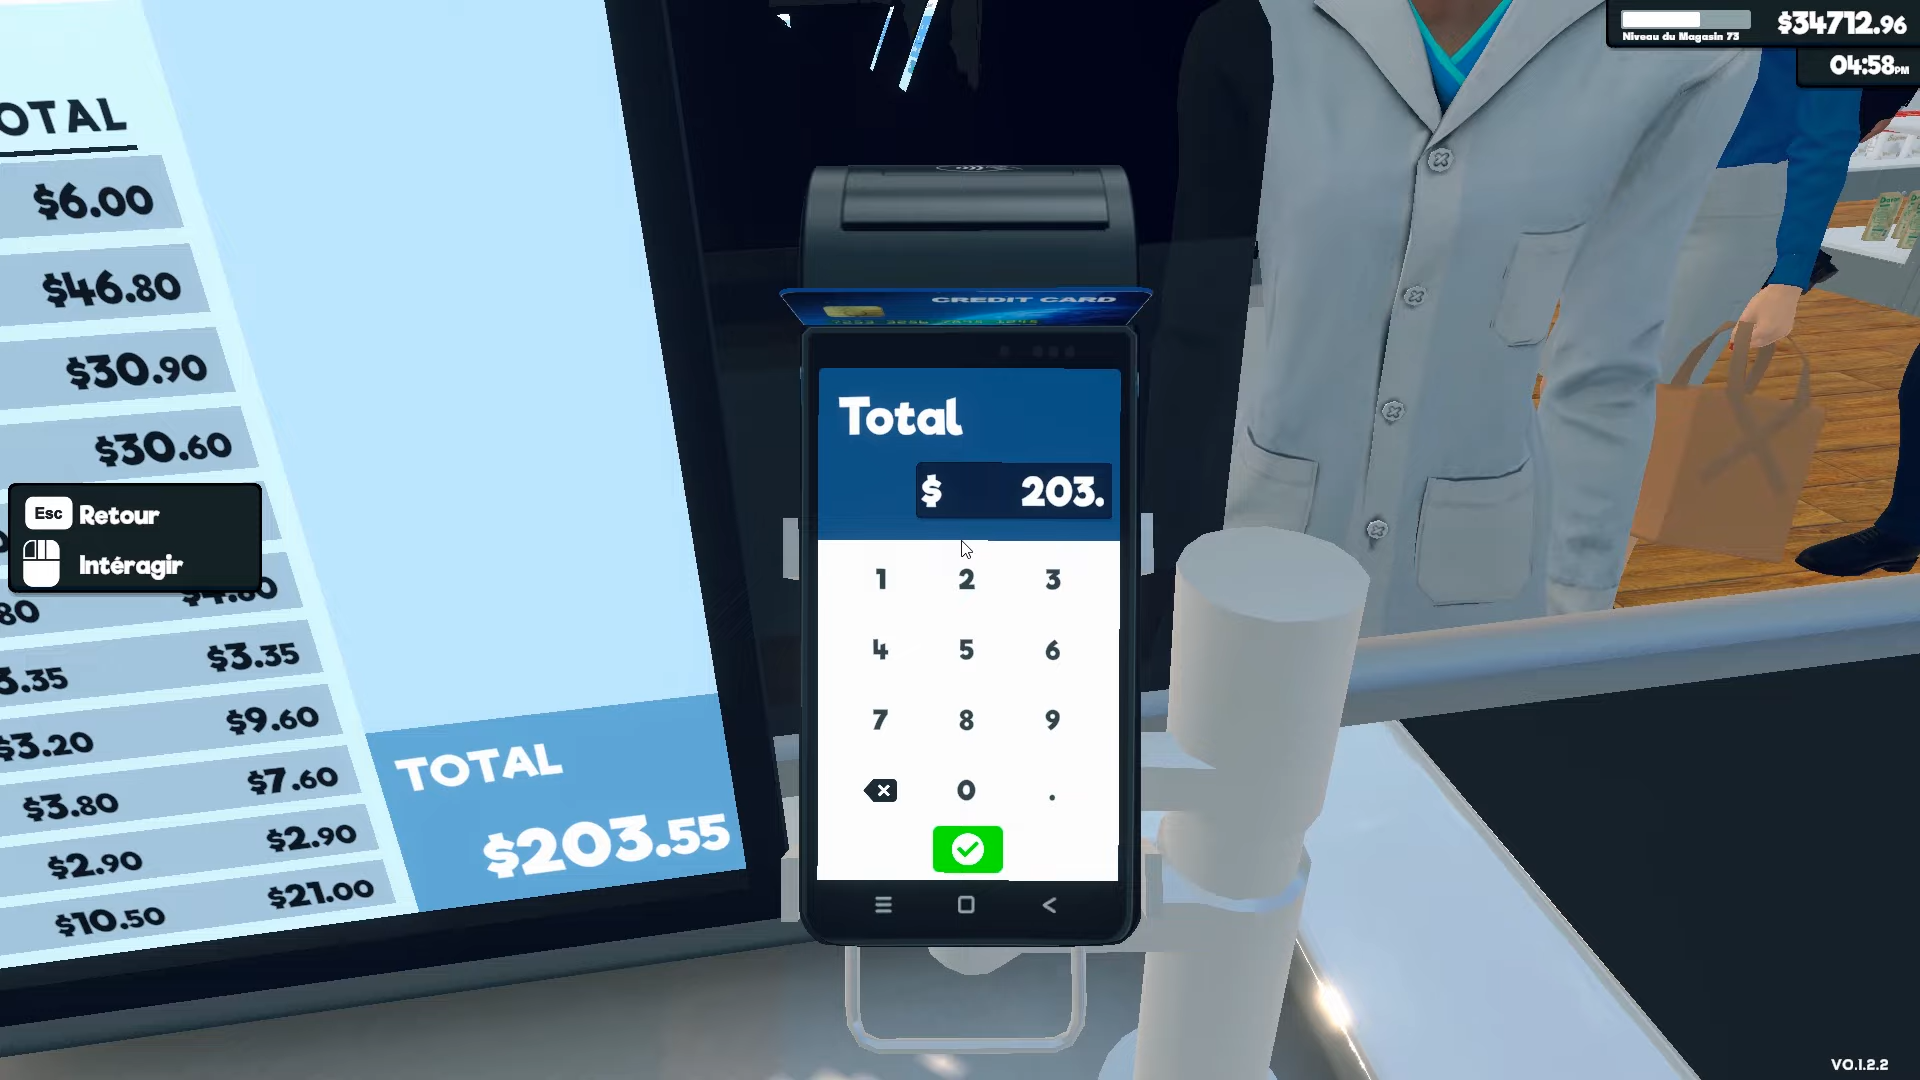 $34712.96
Niveau du Magasin 73
04:58PM
$6.00
$46.80
$30.90
$30.60
Esc Retour
Intéragir
$3.35
$9.60
$3.20
$7.60
$3.80
$2.90
$2.90
$21.00
$10.50
TOTAL
$203.55
CREDIT CARD
Total
$ 203.
1 2 3
4 5 6
7 8 9
0 .
V0.1.2.2